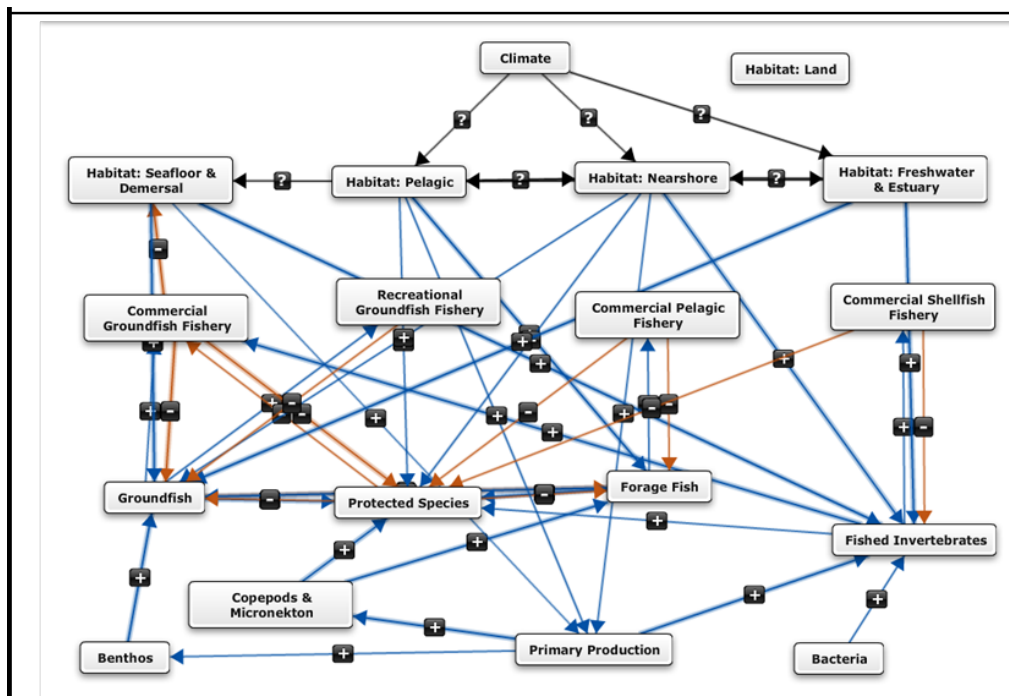 Climate
Habitat: Land
?
?
?
Habitat: Seafloor &
Demersal
?
Habitat: Pelagic
?
Habitat: Nearshore
?
Habitat: Freshwater
& Estuary
-
Commercial
Groundfish Fishery
Recreational
Groundfish Fishery
Commercial Pelagic
Fishery
Commercial Shellfish
Fishery
+
+
-
+
+
+
+
-
+
-
-
+
+
-
+
+
-
-
+
-
Groundfish
-
Protected Species
-
Forage Fish
+
Fished Invertebrates
+
+
+
Copepods &
Micronekton
+
+
+
Benthos
+
Primary Production
Bacteria